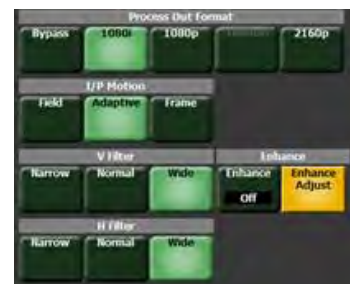 Process Out Format
Bypass 1080i 1080p 2160p
I/P Motion
Field Adaptive Frame
V Filter Enhance
Narrow Normal Wide Enhance Off Enhance Adjust
H Filter
Narrow Normal Wide